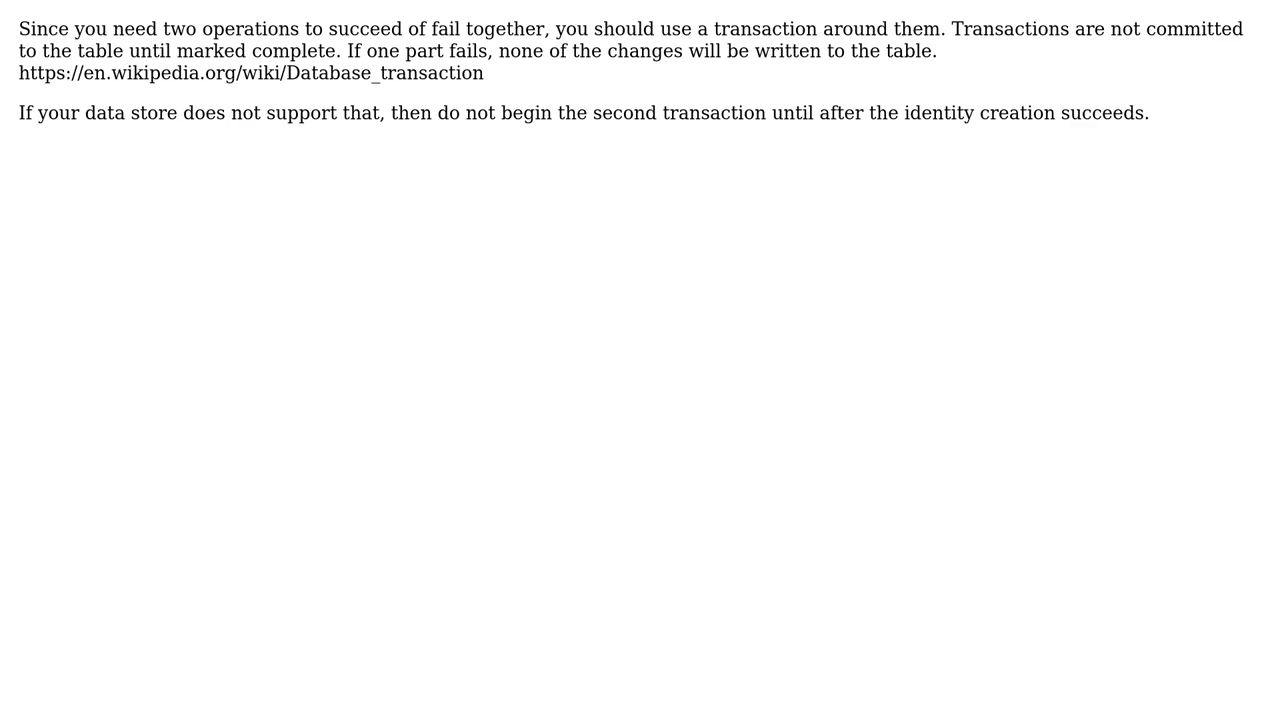 Since you need two operations to succeed of fail together, you should use a transaction around them. Transactions are not committed
to the table until marked complete. If one part fails, none of the changes will be written to the table.
https://en.wikipedia.org/wiki/Database_transaction
If your data store does not support that, then do not begin the second transaction until after the identity creation succeeds.